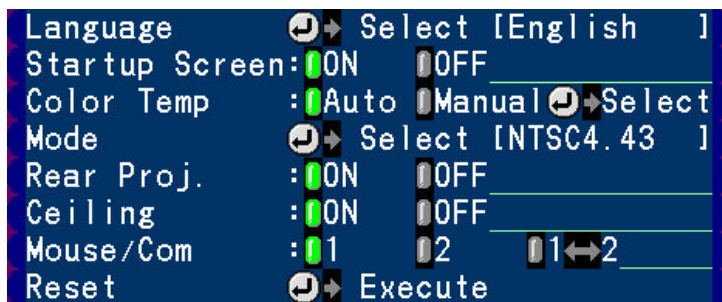 Language Select [English ]
Startup Screen: ON OFF
Color Temp : Auto Manual Select
Mode Select [NTSC4.43 ]
Rear Proj. : ON OFF
Ceiling : ON OFF
Mouse/Com : 1 2 1↔2
Reset Execute